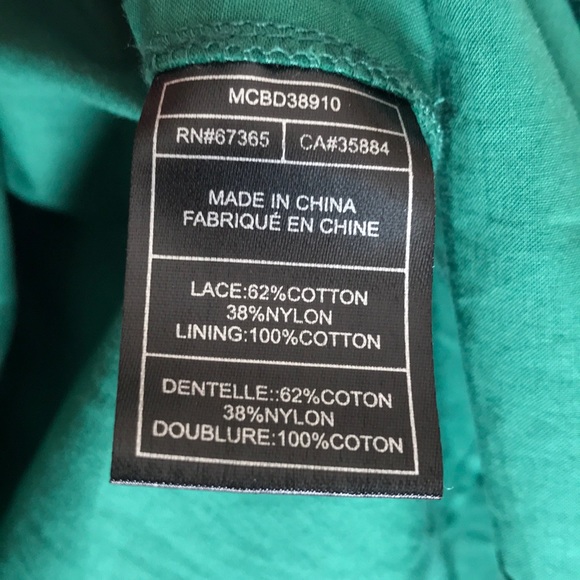 MCBD38910
RN#67365 CA#35884
MADE IN CHINA
FABRIQUÉ EN CHINE
LACE:62%COTTON
38%NYLON
LINING:100%COTTON
DENTELLE::62%COTON
38%NYLON
DOUBLURE:100%COTON